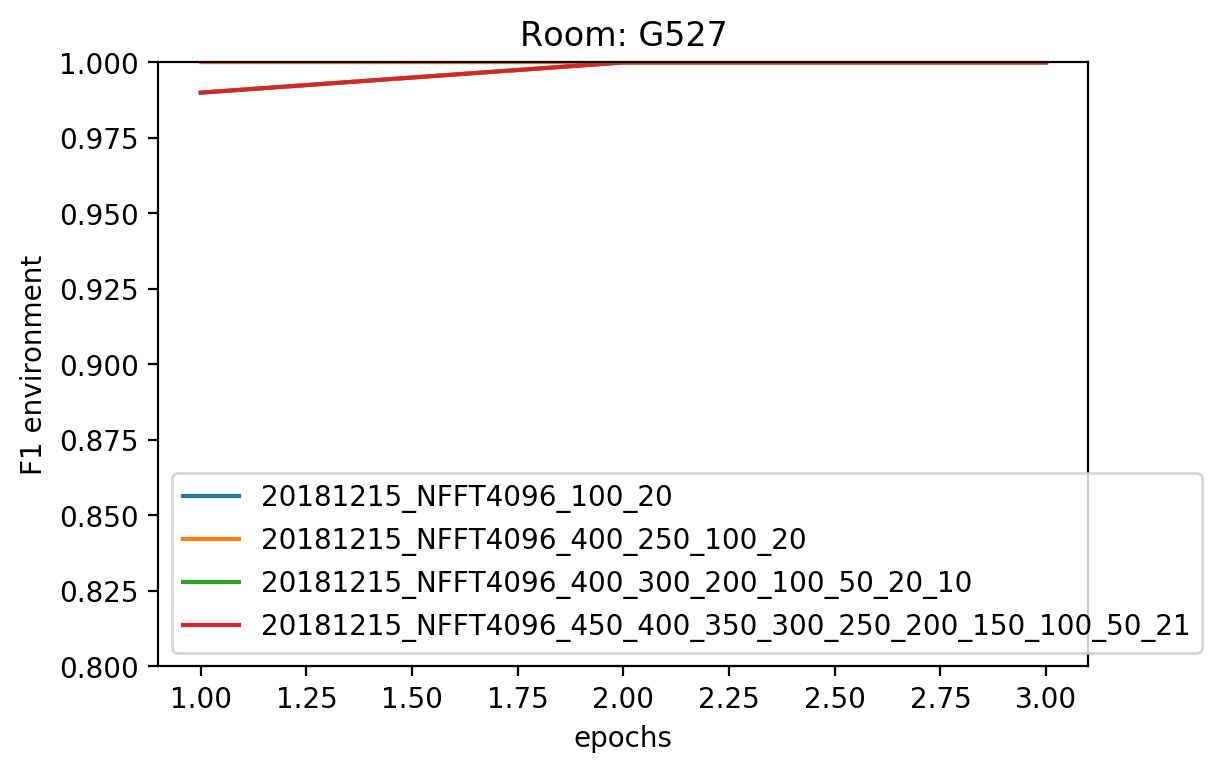 Room: G527
1.000
0.975
0.950
0.925
0.900
0.875
0.850
0.825
0.800
F1 environment
20181215_NFFT4096_100_20
20181215_NFFT4096_400_250_100_20
20181215_NFFT4096_400_300_200_100_50_20_10
20181215_NFFT4096_450_400_350_300_250_200_150_100_50_21
1.00 1.25 1.50 1.75 2.00 2.25 2.50 2.75 3.00
epochs